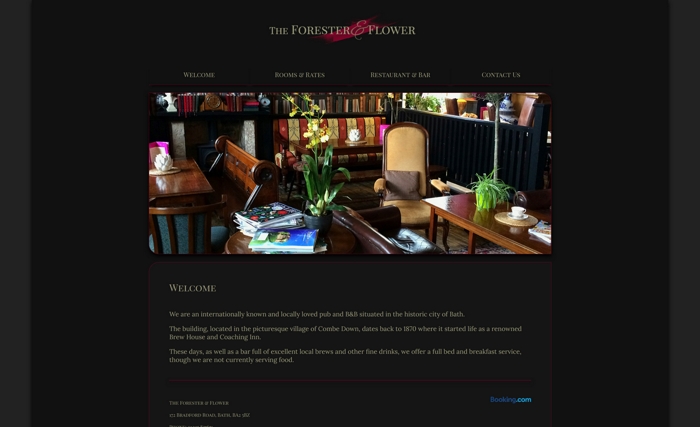 The Forester & Flower
Welcome
Rooms & Rates
Restaurant & Bar
Contact Us
Welcome
We are an internationally known and locally loved pub and B&B situated in the historic city of Bath.
The building, located in the picturesque village of Combe Down, dates back to 1870 where it started life as a renowned
Brew House and Coaching Inn.
These days, as well as a bar full of excellent local brews and other fine drinks, we offer a full bed and breakfast service,
though we are not currently serving food.
The Forester & Flower
Booking.com
Bradford Road, Bath,